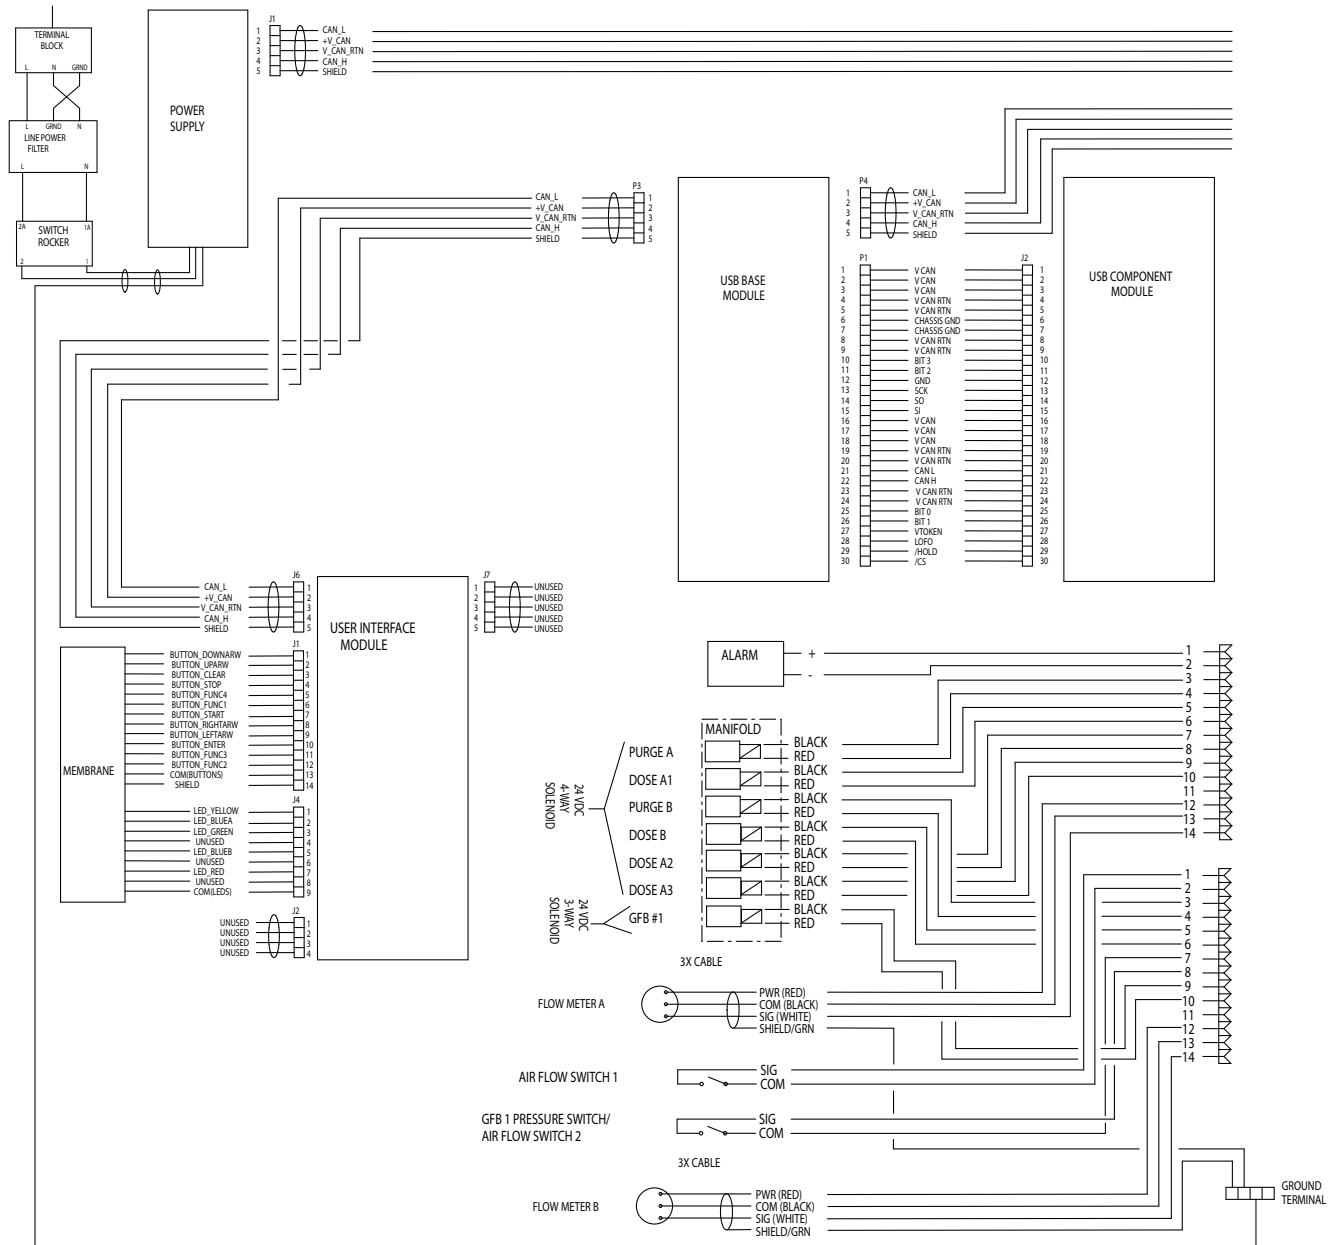 TERMINAL
BLOCK
L N GRND
L GRND N
LINE POWER
FILTER
L N
2A 1A
SWITCH
ROCKER
2 1
POWER
SUPPLY
J1
1 CAN_L
2 +V_CAN
3 V_CAN_RTN
4 CAN_H
5 SHIELD
P3
CAN_L 1
+V_CAN 2
V_CAN_RTN 3
CAN_H 4
SHIELD 5
USB BASE
MODULE
P4
1 CAN_L
2 +V_CAN
3 V_CAN_RTN
4 CAN_H
5 SHIELD
USB COMPONENT
MODULE
P1 J2
1 V CAN 1
2 V CAN 2
3 V CAN 3
4 V CAN RTN 4
5 V CAN RTN 5
6 CHASSIS GND 6
7 CHASSIS GND 7
8 V CAN RTN 8
9 V CAN RTN 9
10 BIT 3 10
11 BIT 2 11
12 GND 12
13 SCK 13
14 SO 14
15 SI 15
16 V CAN 16
17 V CAN 17
18 V CAN 18
19 V CAN RTN 19
20 V CAN RTN 20
21 CAN L 21
22 CAN H 22
23 V CAN RTN 23
24 V CAN RTN 24
25 BIT 0 25
26 BIT 1 26
27 VTOKEN 27
28 LOFO 28
29 /HOLD 29
30 /CS 30
J6
CAN_L 1
+V_CAN 2
V_CAN_RTN 3
CAN_H 4
SHIELD 5
USER INTERFACE
MODULE
J7
1 UNUSED
2 UNUSED
3 UNUSED
4 UNUSED
5 UNUSED
MEMBRANE
J1
BUTTON_DOWNARW 1
BUTTON_UPARW 2
BUTTON_CLEAR 3
BUTTON_STOP 4
BUTTON_FUNC4 5
BUTTON_FUNC1 6
BUTTON_START 7
BUTTON_RIGHTARW 8
BUTTON_LEFTARW 9
BUTTON_ENTER 10
BUTTON_FUNC3 11
BUTTON_FUNC2 12
COM(BUTTONS) 13
SHIELD 14
J4
LED_YELLOW 1
LED_BLUEA 2
LED_GREEN 3
UNUSED 4
LED_BLUEB 5
UNUSED 6
LED_RED 7
UNUSED 8
COM(LEDS) 9
J2
UNUSED 1
UNUSED 2
UNUSED 3
UNUSED 4
ALARM
+
-
MANIFOLD
24 VDC
4-WAY
SOLENOID
PURGE A
BLACK
RED
DOSE A1
BLACK
RED
PURGE B
BLACK
RED
DOSE B
BLACK
RED
DOSE A2
BLACK
RED
DOSE A3
BLACK
RED
24 VDC
3-WAY
SOLENOID
GFB #1
BLACK
RED
1
2
3
4
5
6
7
8
9
10
11
12
13
14
1
2
3
4
5
6
7
8
9
10
11
12
13
14
3X CABLE
FLOW METER A
PWR (RED)
COM (BLACK)
SIG (WHITE)
SHIELD/GRN
AIR FLOW SWITCH 1
SIG
COM
GFB 1 PRESSURE SWITCH/
AIR FLOW SWITCH 2
SIG
COM
3X CABLE
FLOW METER B
PWR (RED)
COM (BLACK)
SIG (WHITE)
SHIELD/GRN
GROUND
TERMINAL